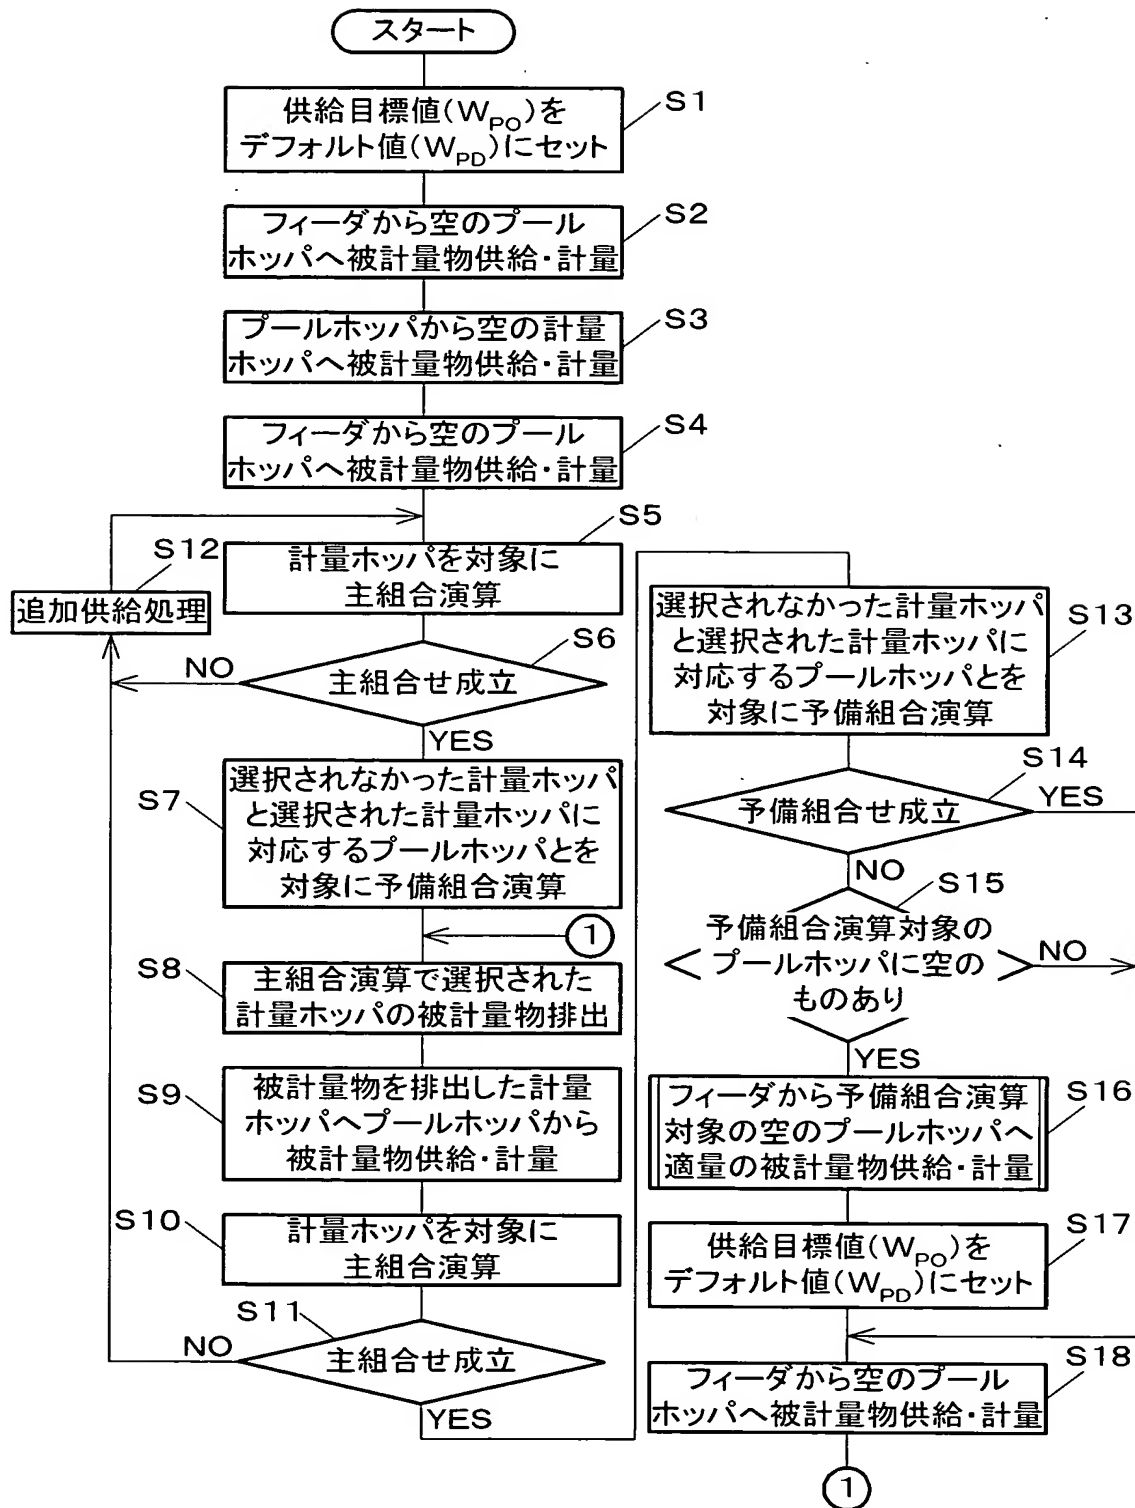 スタート
供給目標値(WPO)を
デフォルト値(WPD)にセット
S1
フィーダから空のプール
ホッパへ被計量物供給・計量
S2
プールホッパから空の計量
ホッパへ被計量物供給・計量
S3
フィーダから空のプール
ホッパへ被計量物供給・計量
S4
計量ホッパを対象に
主組合演算
S5
S12
追加供給処理
主組合せ成立
S6
NO
YES
選択されなかった計量ホッパ
と選択された計量ホッパに
対応するプールホッパとを
対象に予備組合演算
S7
1
主組合演算で選択された
計量ホッパの被計量物排出
S8
被計量物を排出した計量
ホッパへプールホッパから
被計量物供給・計量
S9
計量ホッパを対象に
主組合演算
S10
主組合せ成立
S11
NO
YES
選択されなかった計量ホッパ
と選択された計量ホッパに
対応するプールホッパとを
対象に予備組合演算
S13
予備組合せ成立
S14
YES
NO
予備組合演算対象の
プールホッパに空の
ものあり
S15
NO
YES
フィーダから予備組合演算
対象の空のプールホッパへ
適量の被計量物供給・計量
S16
供給目標値(WPO)を
デフォルト値(WPD)にセット
S17
フィーダから空のプール
ホッパへ被計量物供給・計量
S18
1